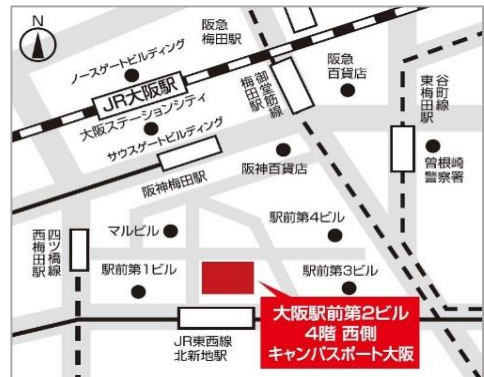 N
阪急
梅田駅
ノースゲートビルディング
JR大阪駅
大阪ステーションシティ
サウスゲートビルディング
御堂筋線
梅田駅
阪急
百貨店
谷町線
東梅田駅
曽根崎
警察署
阪神梅田駅
阪神百貨店
四ツ橋線
西梅田駅
マルビル
駅前第4ビル
駅前第1ビル
駅前第3ビル
JR東西線
北新地駅
大阪駅前第2ビル
4階 西側
キャンパスポート大阪